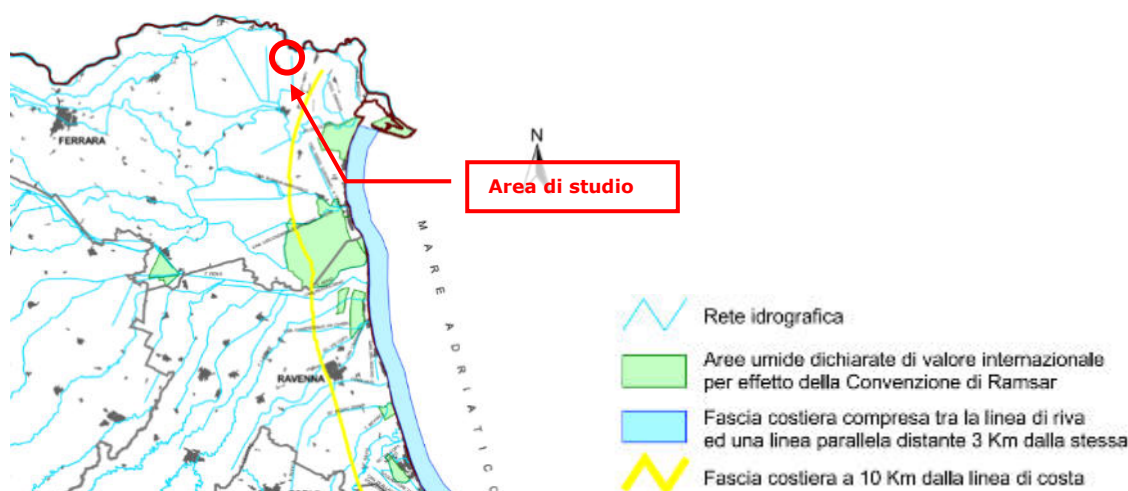 FERRARA
N
Area di studio
MARE ADRIATICO
RAVENNA
Rete idrografica
Aree umide dichiarate di valore internazionale
per effetto della Convenzione di Ramsar
Fascia costiera compresa tra la linea di riva
ed una linea parallela distante 3 Km dalla stessa
Fascia costiera a 10 Km dalla linea di costa